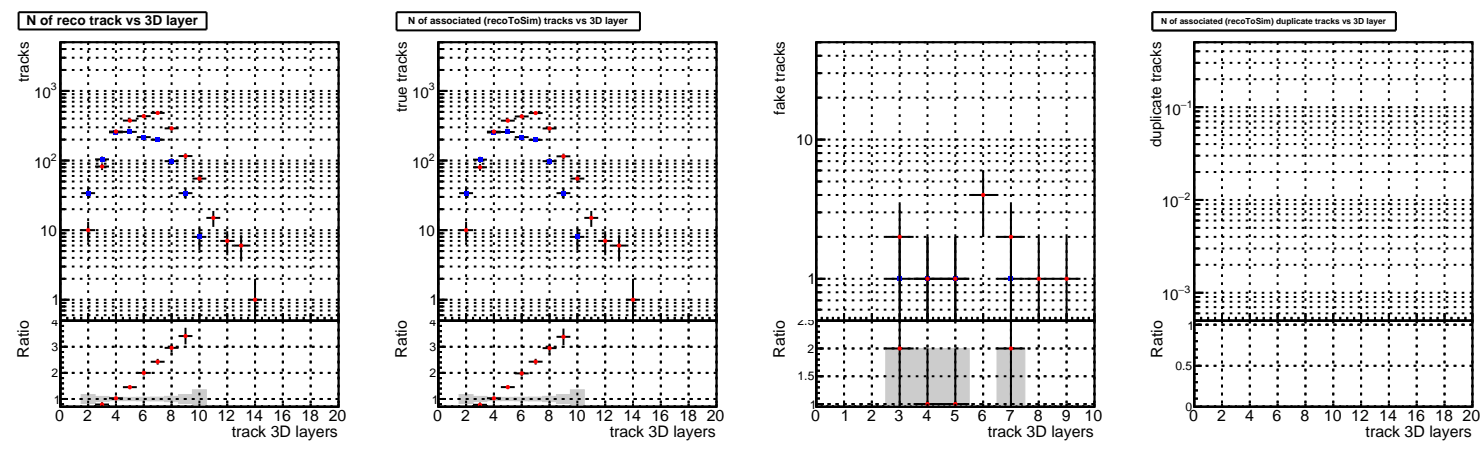 N of reco track vs 3D layer
tracks
10³
10²
10
1
Ratio
4
3
2
1
0 2 4 6 8 10 12 14 16 18 20
track 3D layers
N of associated (recoToSim) tracks vs 3D layer
true tracks
10³
10²
10
1
Ratio
4
3
2
1
0 2 4 6 8 10 12 14 16 18 20
track 3D layers
fake tracks
10
1
Ratio
2.5
2
1.5
1
0 1 2 3 4 5 6 7 8 9 10
track 3D layers
N of associated (recoToSim) duplicate tracks vs 3D layer
duplicate tracks
10⁻¹
10⁻²
10⁻³
Ratio
1
0.5
0
0 2 4 6 8 10 12 14 16 18 20
track 3D layers